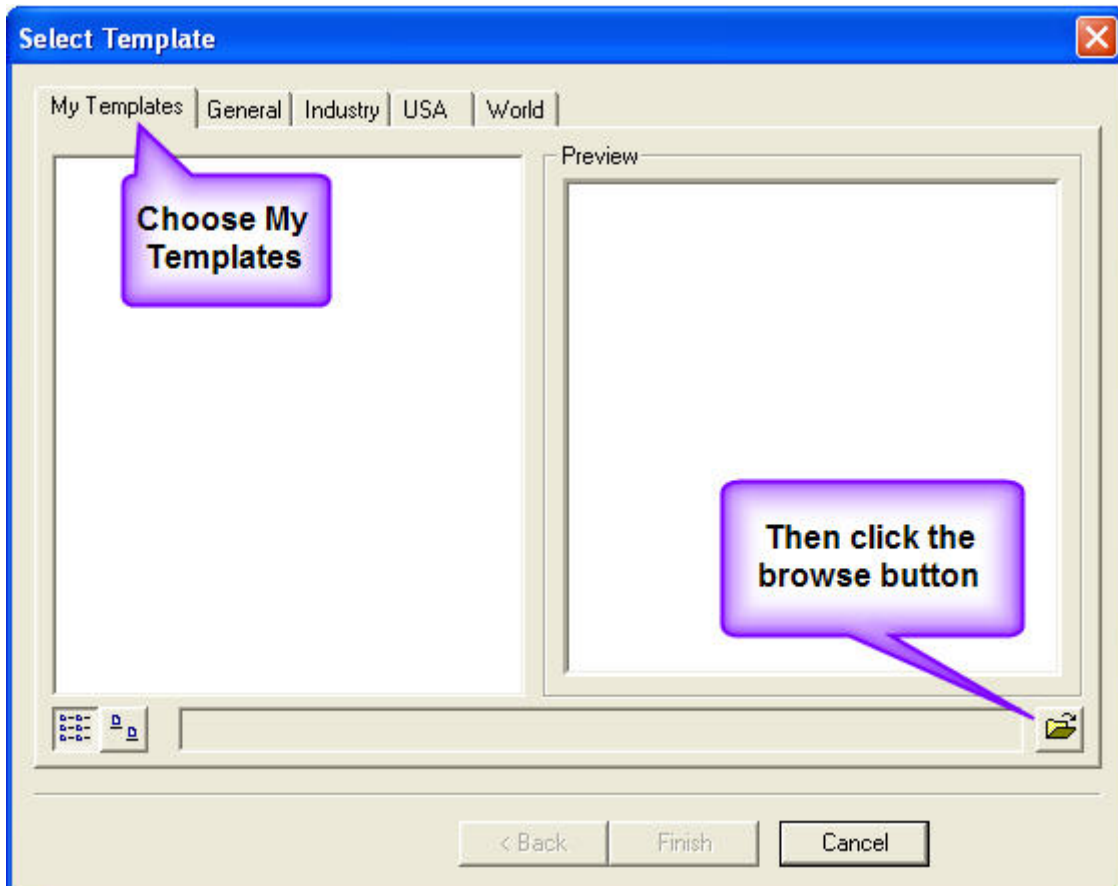 Select Template
My Templates General Industry USA World
Preview
Choose My
Templates
Then click the
browse button
< Back Finish Cancel